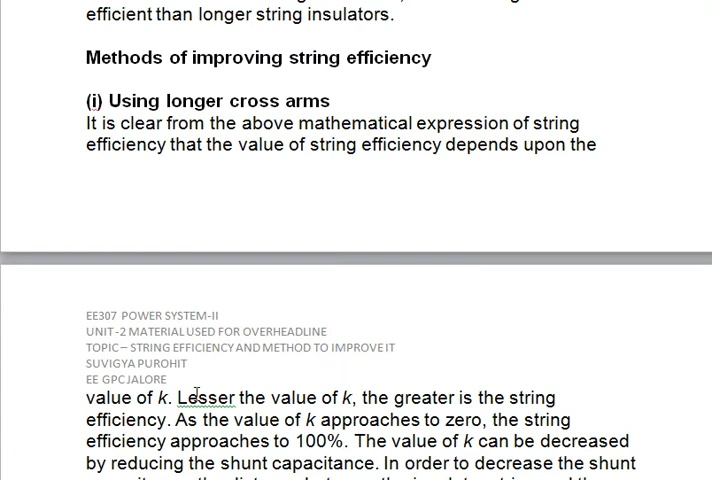 efficient than longer string insulators.
Methods of improving string efficiency
(i) Using longer cross arms
It is clear from the above mathematical expression of string
efficiency that the value of string efficiency depends upon the
EE307 POWER SYSTEM-II
UNIT-2 MATERIAL USED FOR OVERHEADLINE
TOPIC – STRING EFFICIENCY AND METHOD TO IMPROVE IT
SUVIGYA PUROHIT
EE GPC JALORE
value of k. Lesser the value of k, the greater is the string
efficiency. As the value of k approaches to zero, the string
efficiency approaches to 100%. The value of k can be decreased
by reducing the shunt capacitance. In order to decrease the shunt